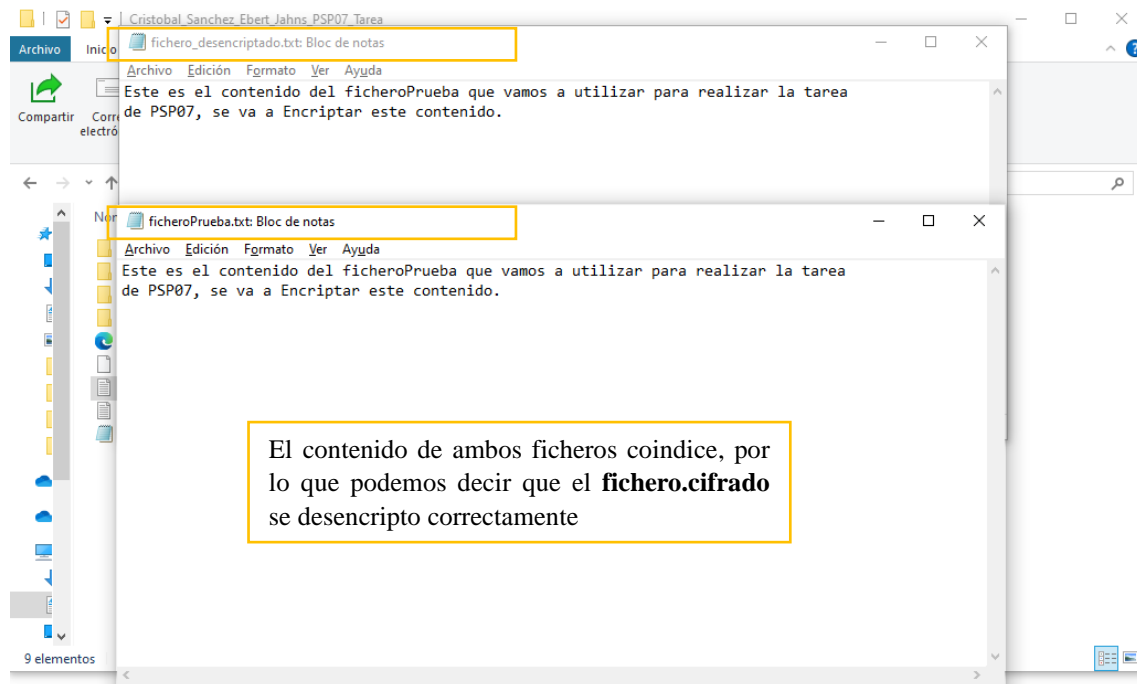 Cristobal_Sanchez_Ebert_Jahns_PSP07_Tarea
Archivo Inicio
fichero_desencriptado.txt: Bloc de notas
Archivo Edición Formato Ver Ayuda
Este es el contenido del ficheroPrueba que vamos a utilizar para realizar la tarea
de PSP07, se va a Encriptar este contenido.
Compartir Corre
electró
Nor
ficheroPrueba.txt: Bloc de notas
Archivo Edición Formato Ver Ayuda
Este es el contenido del ficheroPrueba que vamos a utilizar para realizar la tarea
de PSP07, se va a Encriptar este contenido.
El contenido de ambos ficheros coindice, por
lo que podemos decir que el fichero.cifrado
se desencripto correctamente
9 elementos